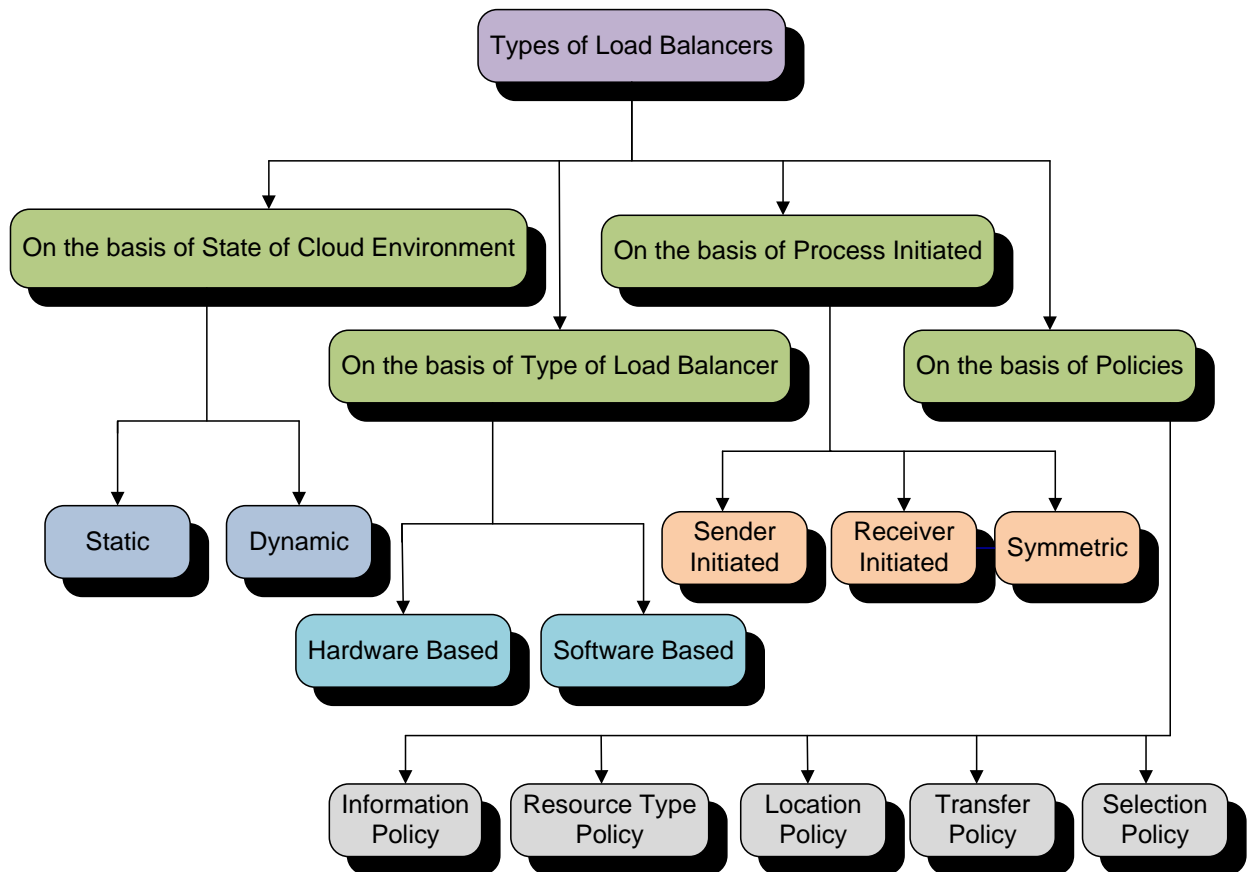 Types of Load Balancers
On the basis of State of Cloud Environment
On the basis of Process Initiated
On the basis of Type of Load Balancer
On the basis of Policies
Static
Dynamic
Sender
Initiated
Receiver
Initiated
Symmetric
Hardware Based
Software Based
Information
Policy
Resource Type
Policy
Location
Policy
Transfer
Policy
Selection
Policy